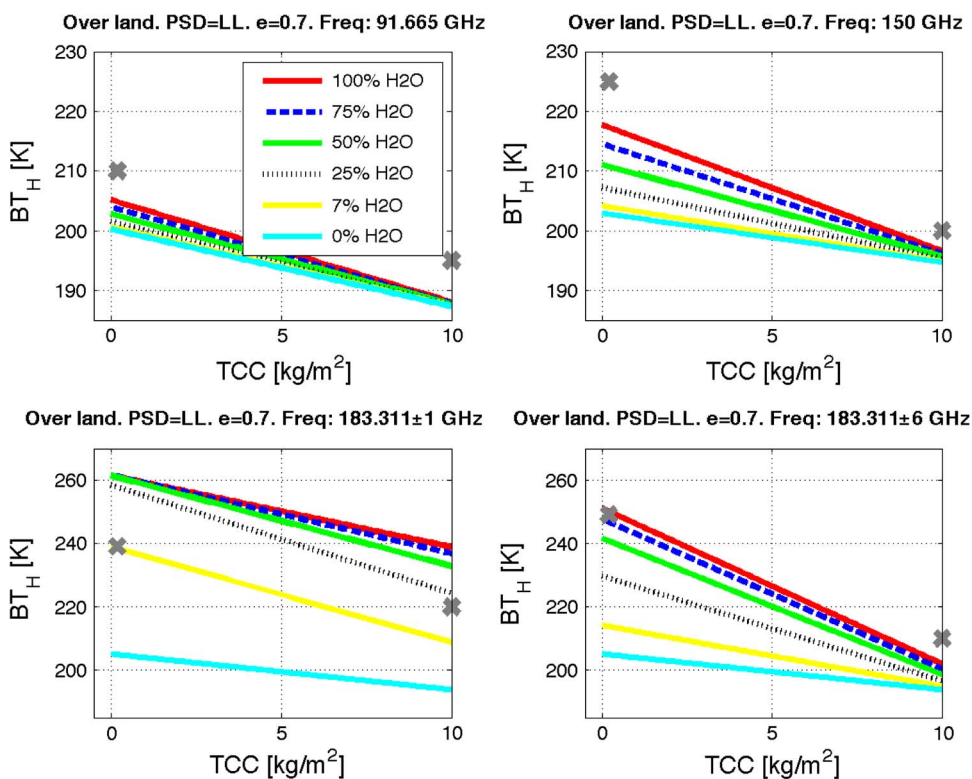 Over land. PSD=LL. e=0.7. Freq: 91.665 GHz
230
220
210
200
190
BT_H [K]
0
5
10
TCC [kg/m²]
100% H2O
75% H2O
50% H2O
25% H2O
7% H2O
0% H2O
Over land. PSD=LL. e=0.7. Freq: 150 GHz
230
220
210
200
190
BT_H [K]
0
5
10
TCC [kg/m²]
Over land. PSD=LL. e=0.7. Freq: 183.311±1 GHz
260
240
220
200
BT_H [K]
0
5
10
TCC [kg/m²]
Over land. PSD=LL. e=0.7. Freq: 183.311±6 GHz
260
240
220
200
BT_H [K]
0
5
10
TCC [kg/m²]